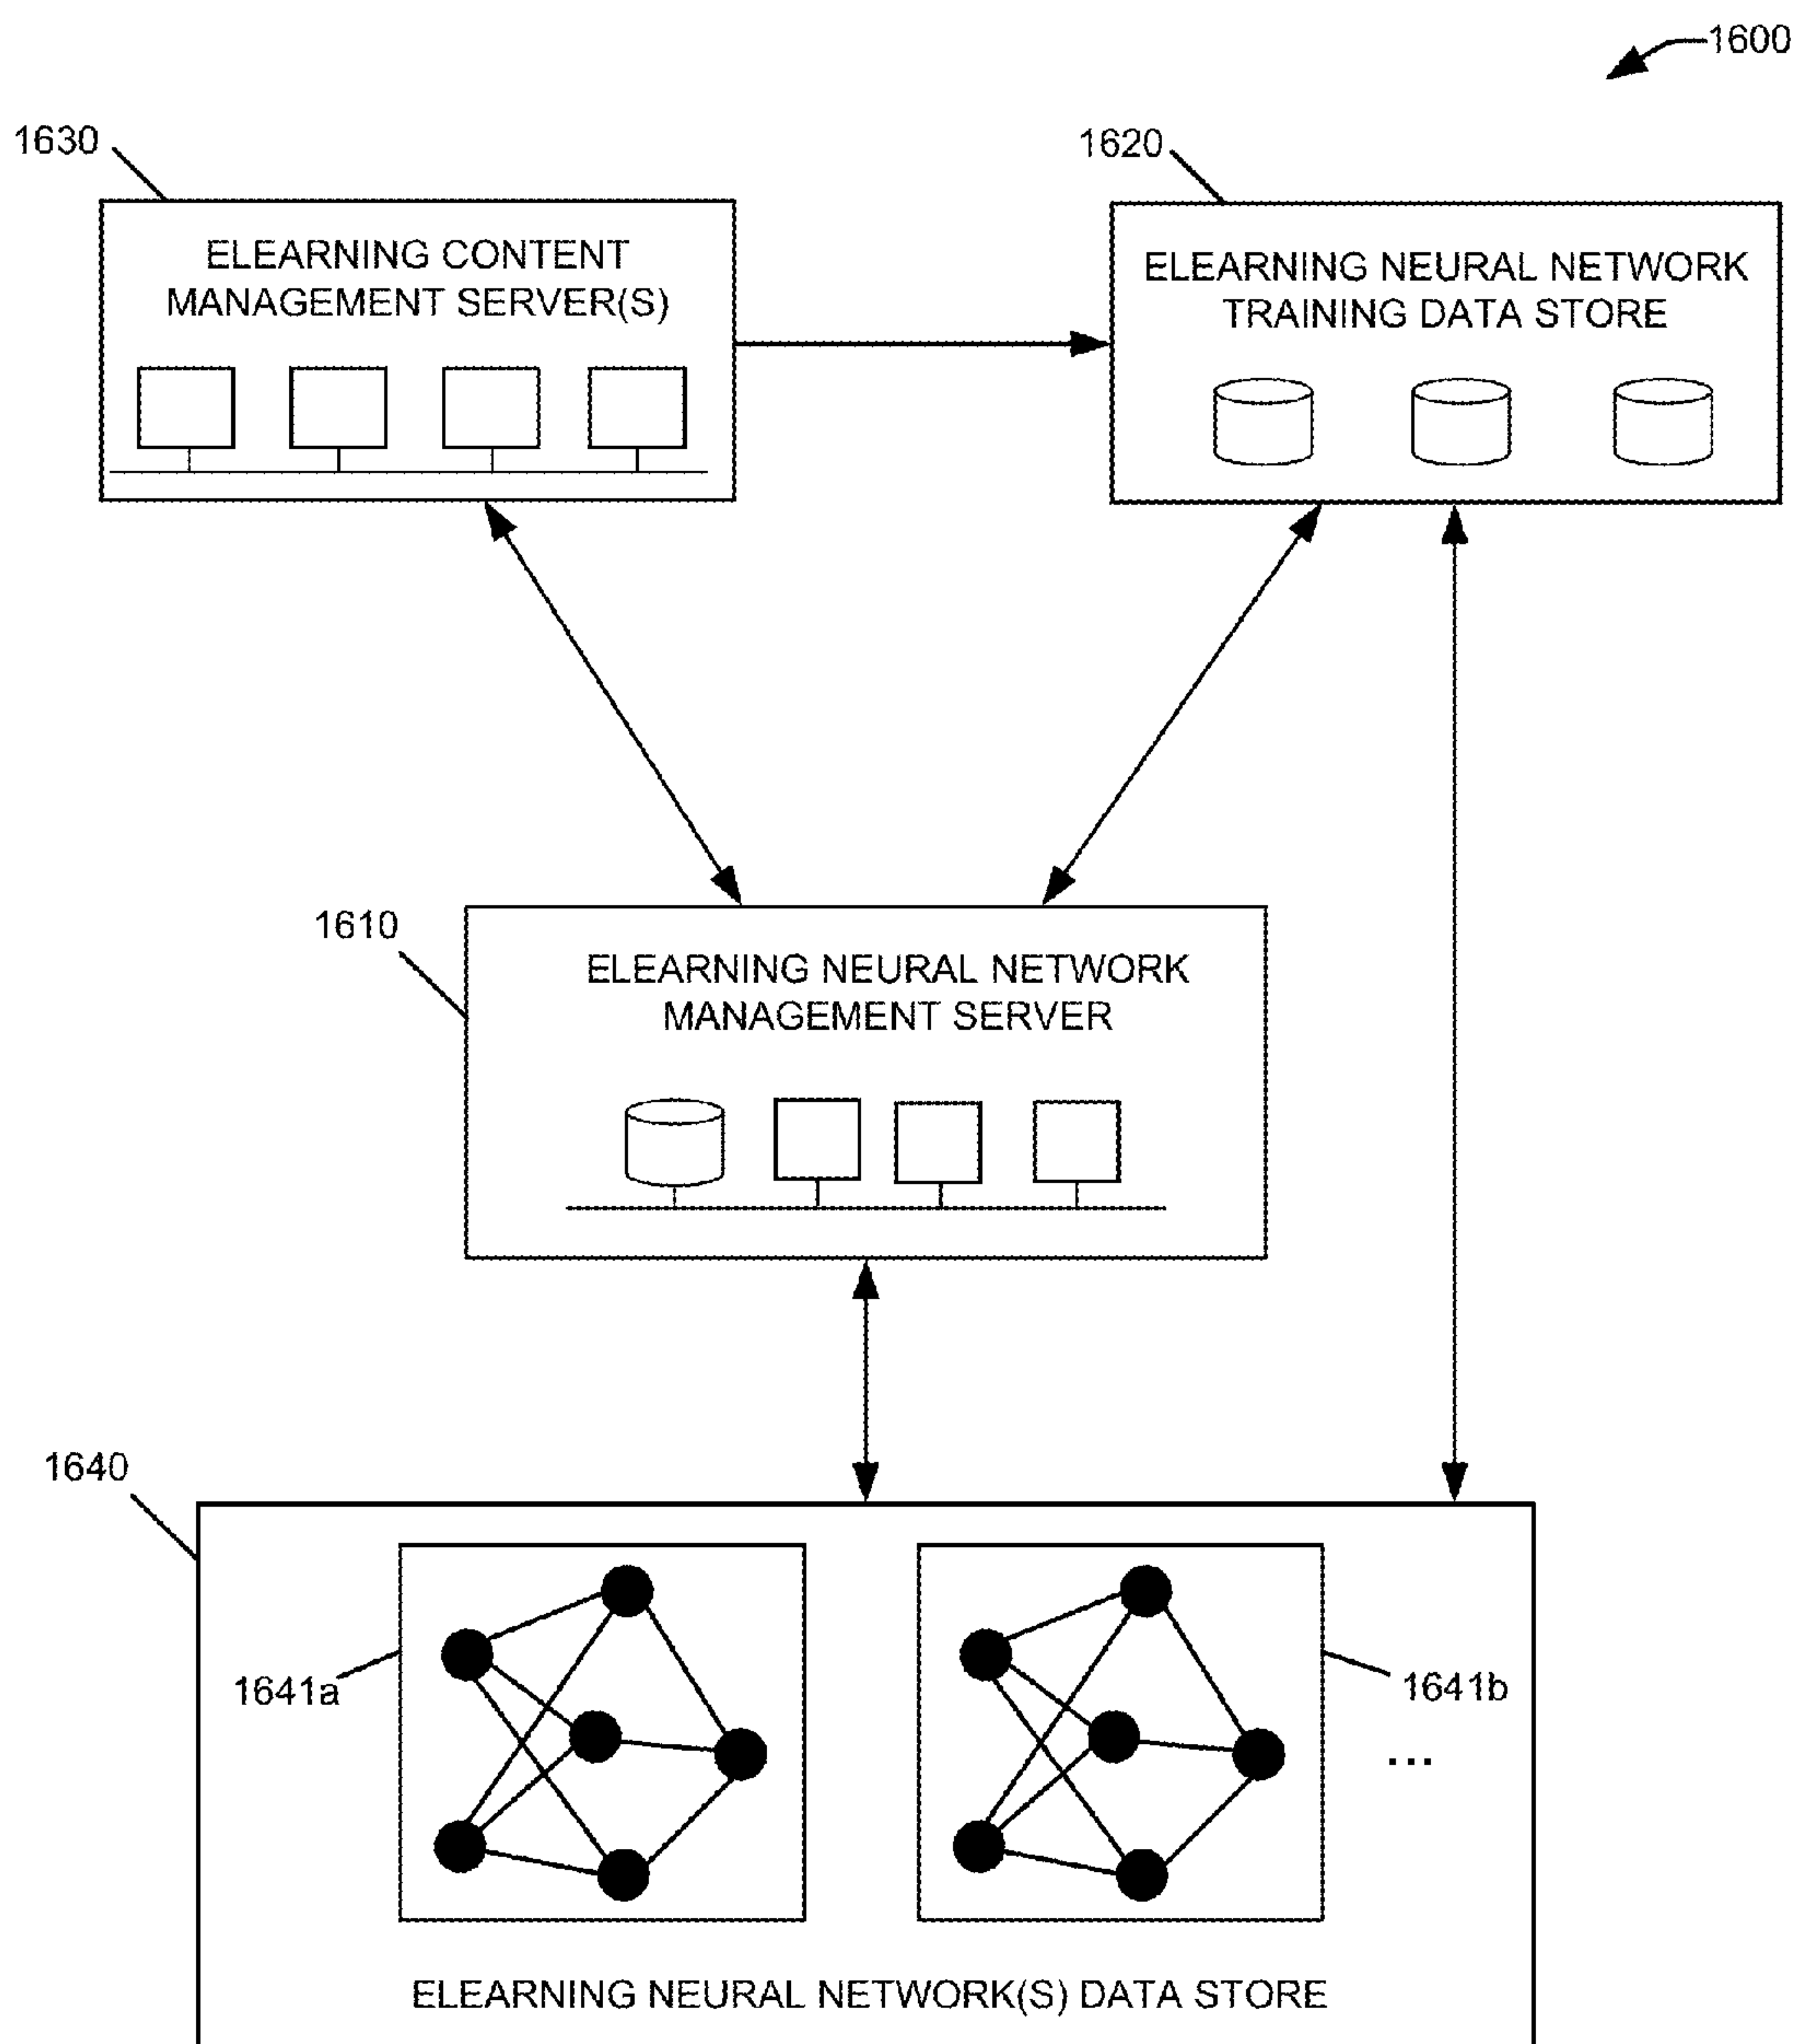 1600
1630
1620
ELEARNING CONTENT
MANAGEMENT SERVER(S)
ELEARNING NEURAL NETWORK
TRAINING DATA STORE
1610
ELEARNING NEURAL NETWORK
MANAGEMENT SERVER
1640
1641a
1641b
...
ELEARNING NEURAL NETWORK(S) DATA STORE